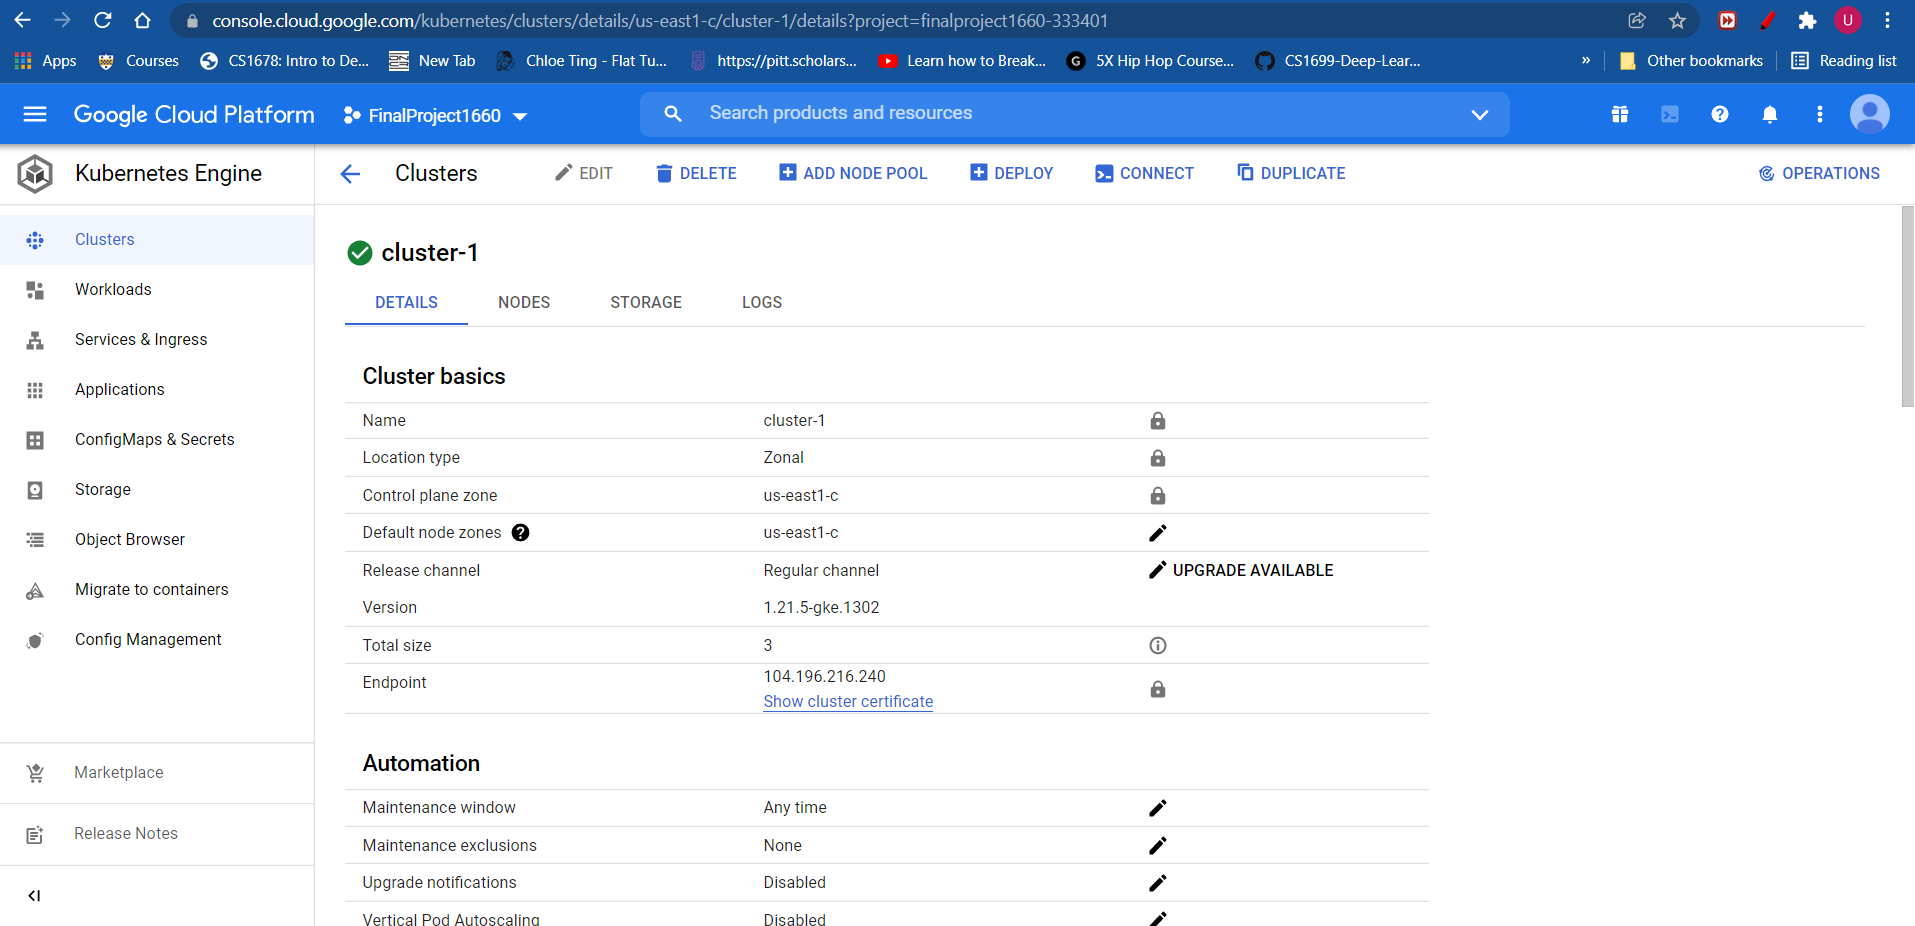 console.cloud.google.com/kubernetes/clusters/details/us-east1-c/cluster-1/details?project=finalproject1660-333401
U
Apps Courses CS1678: Intro to De... New Tab Chloe Ting - Flat Tu... https://pitt.scholars... Learn how to Break... G 5X Hip Hop Course... CS1699-Deep-Lear... » Other bookmarks Reading list
Google Cloud Platform FinalProject1660 Search products and resources
Kubernetes Engine
Clusters EDIT DELETE ADD NODE POOL DEPLOY CONNECT DUPLICATE OPERATIONS
Clusters
Workloads
Services & Ingress
Applications
ConfigMaps & Secrets
Storage
Object Browser
Migrate to containers
Config Management
Marketplace
Release Notes
cluster-1
DETAILS NODES STORAGE LOGS
Cluster basics
Name cluster-1
Location type Zonal
Control plane zone us-east1-c
Default node zones us-east1-c
Release channel Regular channel UPGRADE AVAILABLE
Version 1.21.5-gke.1302
Total size 3
Endpoint 104.196.216.240
Show cluster certificate
Automation
Maintenance window Any time
Maintenance exclusions None
Upgrade notifications Disabled
Vertical Pod Autoscaling Disabled